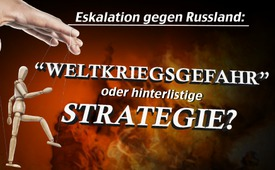 Eskalation gegen Russland:
“WELTKRIEGSGEFAHR”
oder hinterlistige
STRATEGIE?